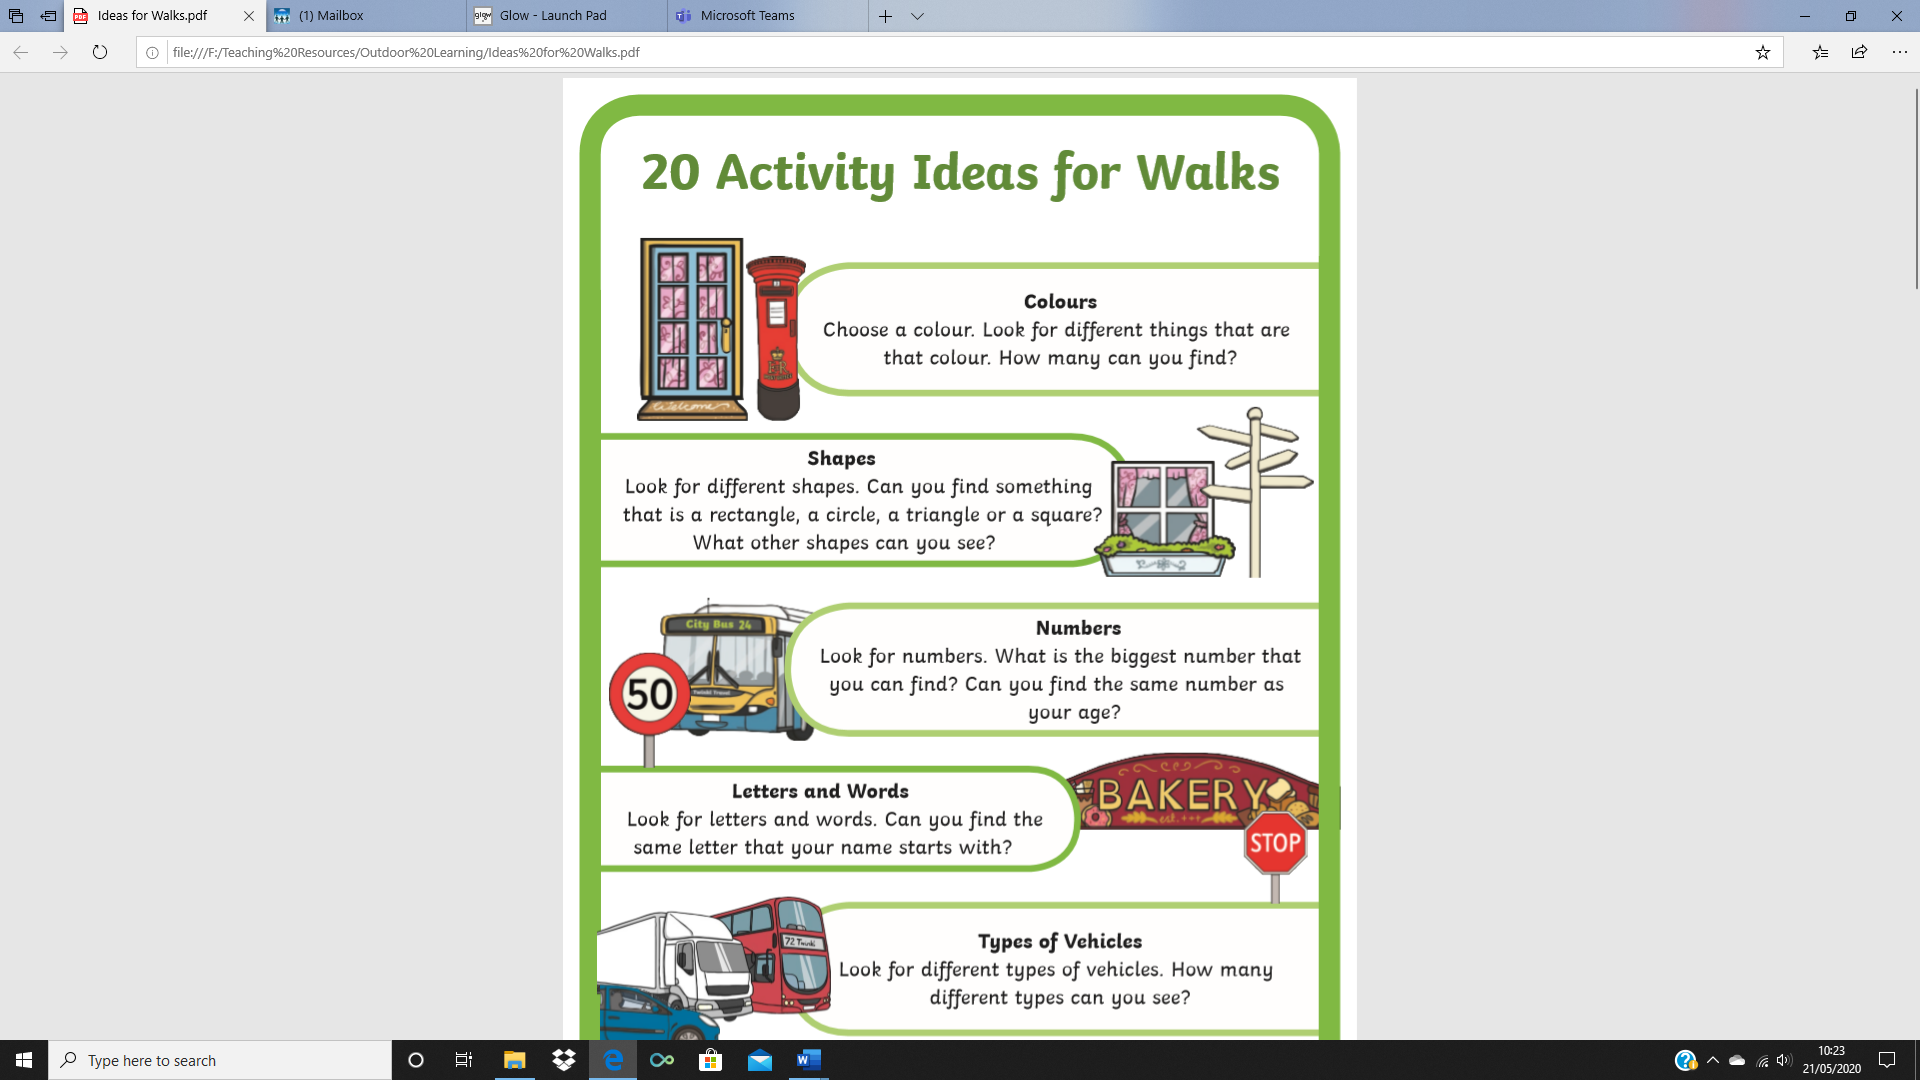 Ideas for Walks.pdf
(1) Mailbox
Glow - Launch Pad
Microsoft Teams
file:///F:/Teaching%20Resources/Outdoor%20Learning/Ideas%20for%20Walks.pdf
20 Activity Ideas for Walks
Welcome
Colours
Choose a colour. Look for different things that are
that colour. How many can you find?
Shapes
Look for different shapes. Can you find something
that is a rectangle, a circle, a triangle or a square?
What other shapes can you see?
City Bus 24
50
Twinkl Travel
Numbers
Look for numbers. What is the biggest number that
you can find? Can you find the same number as
your age?
Letters and Words
Look for letters and words. Can you find the
same letter that your name starts with?
BAKERY
est.
STOP
72 Twinkl
Types of Vehicles
Look for different types of vehicles. How many
different types can you see?
Type here to search
10:23
21/05/2020